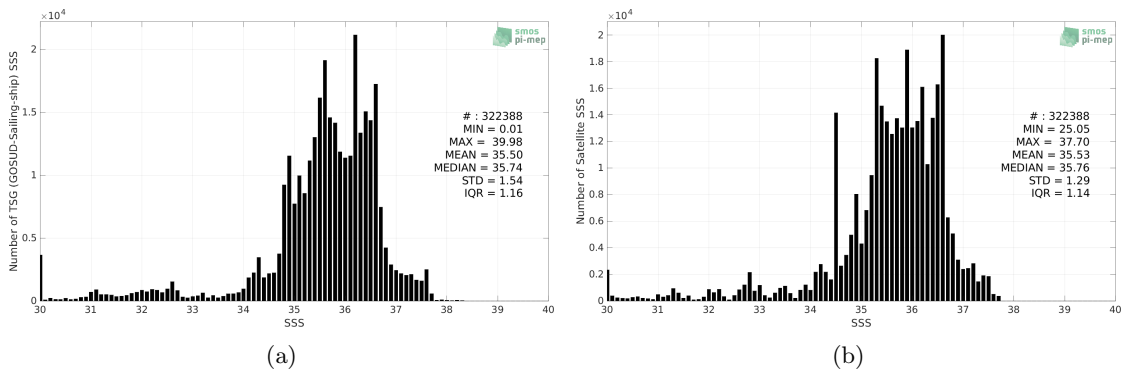 ×10⁴
smos
pi-mep
Number of TSG (GOSUD-Sailing-ship) SSS
2
1.5
1
0.5
0
# : 322388
MIN = 0.01
MAX = 39.98
MEAN = 35.50
MEDIAN = 35.74
STD = 1.54
IQR = 1.16
30 31 32 33 34 35 36 37 38 39 40
SSS
(a)
×10⁴
smos
pi-mep
Number of Satellite SSS
2
1.8
1.6
1.4
1.2
1
0.8
0.6
0.4
0.2
0
# : 322388
MIN = 25.05
MAX = 37.70
MEAN = 35.53
MEDIAN = 35.76
STD = 1.29
IQR = 1.14
30 31 32 33 34 35 36 37 38 39 40
SSS
(b)